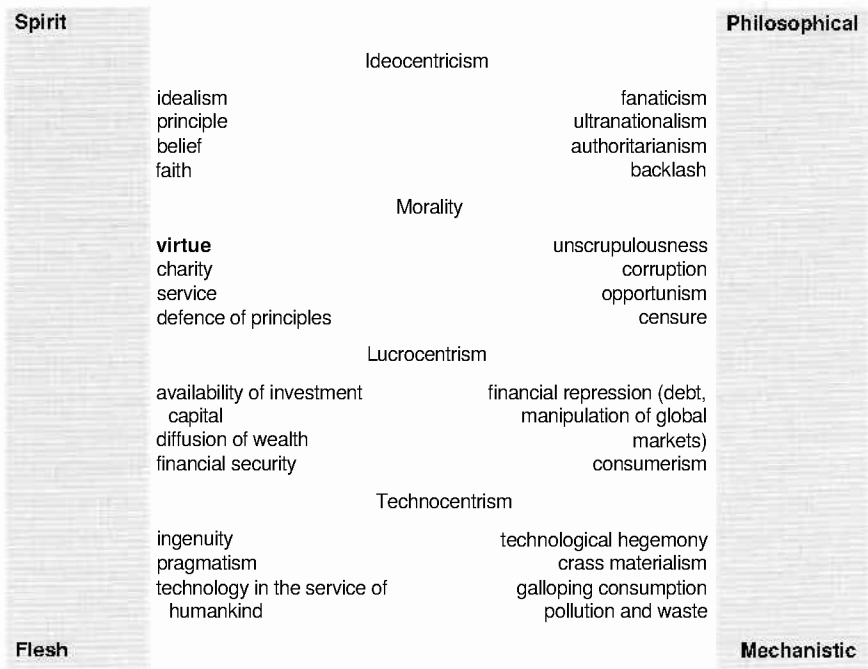 Spirit Philosophical
Ideocentricism
idealism fanaticism
principle ultranationalism
belief authoritarianism
faith backlash
Morality
virtue unscrupulousness
charity corruption
service opportunism
defence of principles censure
Lucrocentrism
availability of investment financial repression (debt,
capital manipulation of global
diffusion of wealth markets)
financial security consumerism
Technocentrism
ingenuity technological hegemony
pragmatism crass materialism
technology in the service of galloping consumption
humankind pollution and waste
Flesh Mechanistic